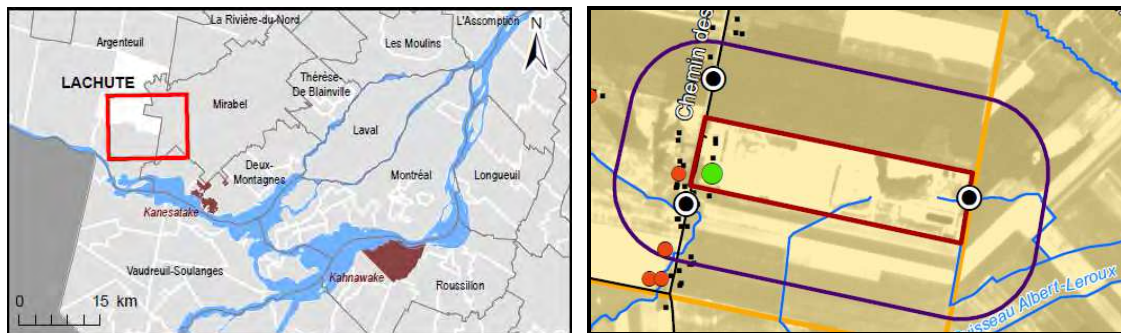 La Rivière-du-Nord
L'Assomption
N
Argenteuil
Les Moulins
LACHUTE
Thérèse-
De Blainville
Mirabel
Laval
Deux-
Montagnes
Montréal
Longueuil
Kanesatake
Vaudreuil-Soulanges
Kahnawake
Roussillon
0 15 km
Chemin des
isseau Albert-Leroux